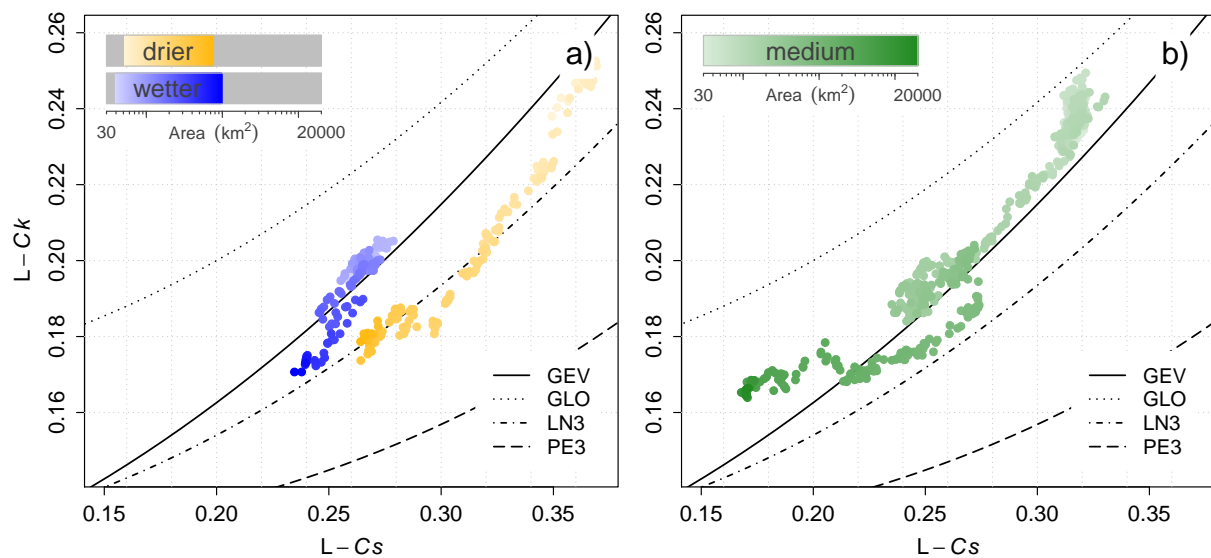 drier
wetter
30 Area (km²) 20000
a)
L-Ck
0.26
0.24
0.22
0.20
0.18
0.16
GEV
GLO
LN3
PE3
0.15 0.20 0.25 0.30 0.35
L-Cs
medium
30 Area (km²) 20000
b)
0.26
0.24
0.22
0.20
0.18
0.16
GEV
GLO
LN3
PE3
0.15 0.20 0.25 0.30 0.35
L-Cs